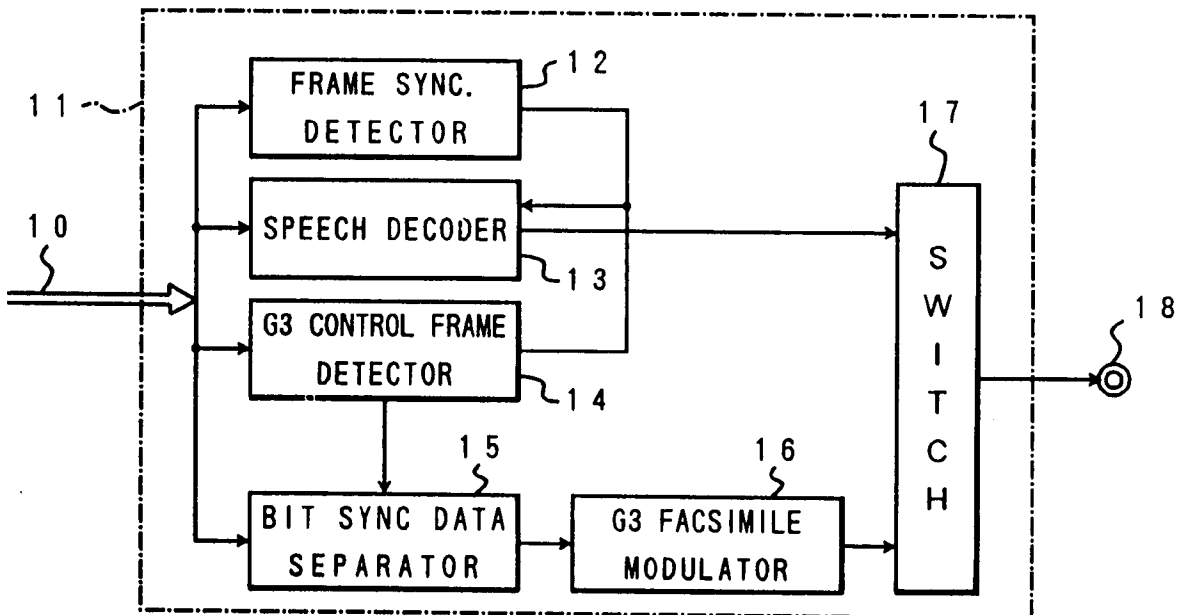 12
FRAME SYNC.
DETECTOR
11
17
SPEECH DECODER
10
13
SWITCH
G3 CONTROL FRAME
DETECTOR
18
14
15
16
BIT SYNC DATA
SEPARATOR
G3 FACSIMILE
MODULATOR